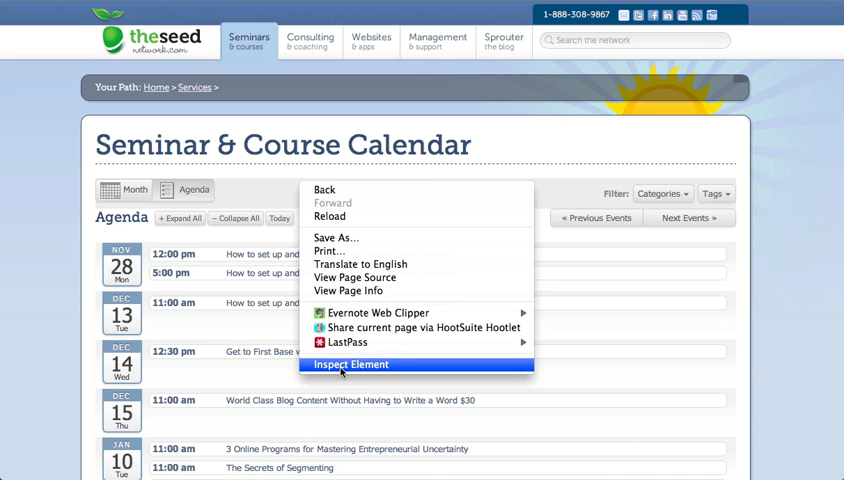 1-888-308-9867
theseed
network.com
Seminars
& courses
Consulting
& coaching
Websites
& apps
Management
& support
Sprouter
the blog
Search the network
Your Path: Home > Services >
Seminar & Course Calendar
Month
Agenda
Filter:
Categories
Tags
Agenda
+ Expand All
− Collapse All
Today
« Previous Events
Next Events »
Back
Forward
Reload
Save As...
Print...
Translate to English
View Page Source
View Page Info
Evernote Web Clipper
Share current page via HootSuite Hootlet
LastPass
Inspect Element
NOV
28
Mon
12:00 pm How to set up and
5:00 pm How to set up and
DEC
13
Tue
11:00 am How to set up and
DEC
14
Wed
12:30 pm Get to First Base
DEC
15
Thu
11:00 am World Class Blog Content Without Having to Write a Word $30
JAN
10
Tue
11:00 am 3 Online Programs for Mastering Entrepreneurial Uncertainty
11:00 am The Secrets of Segmenting